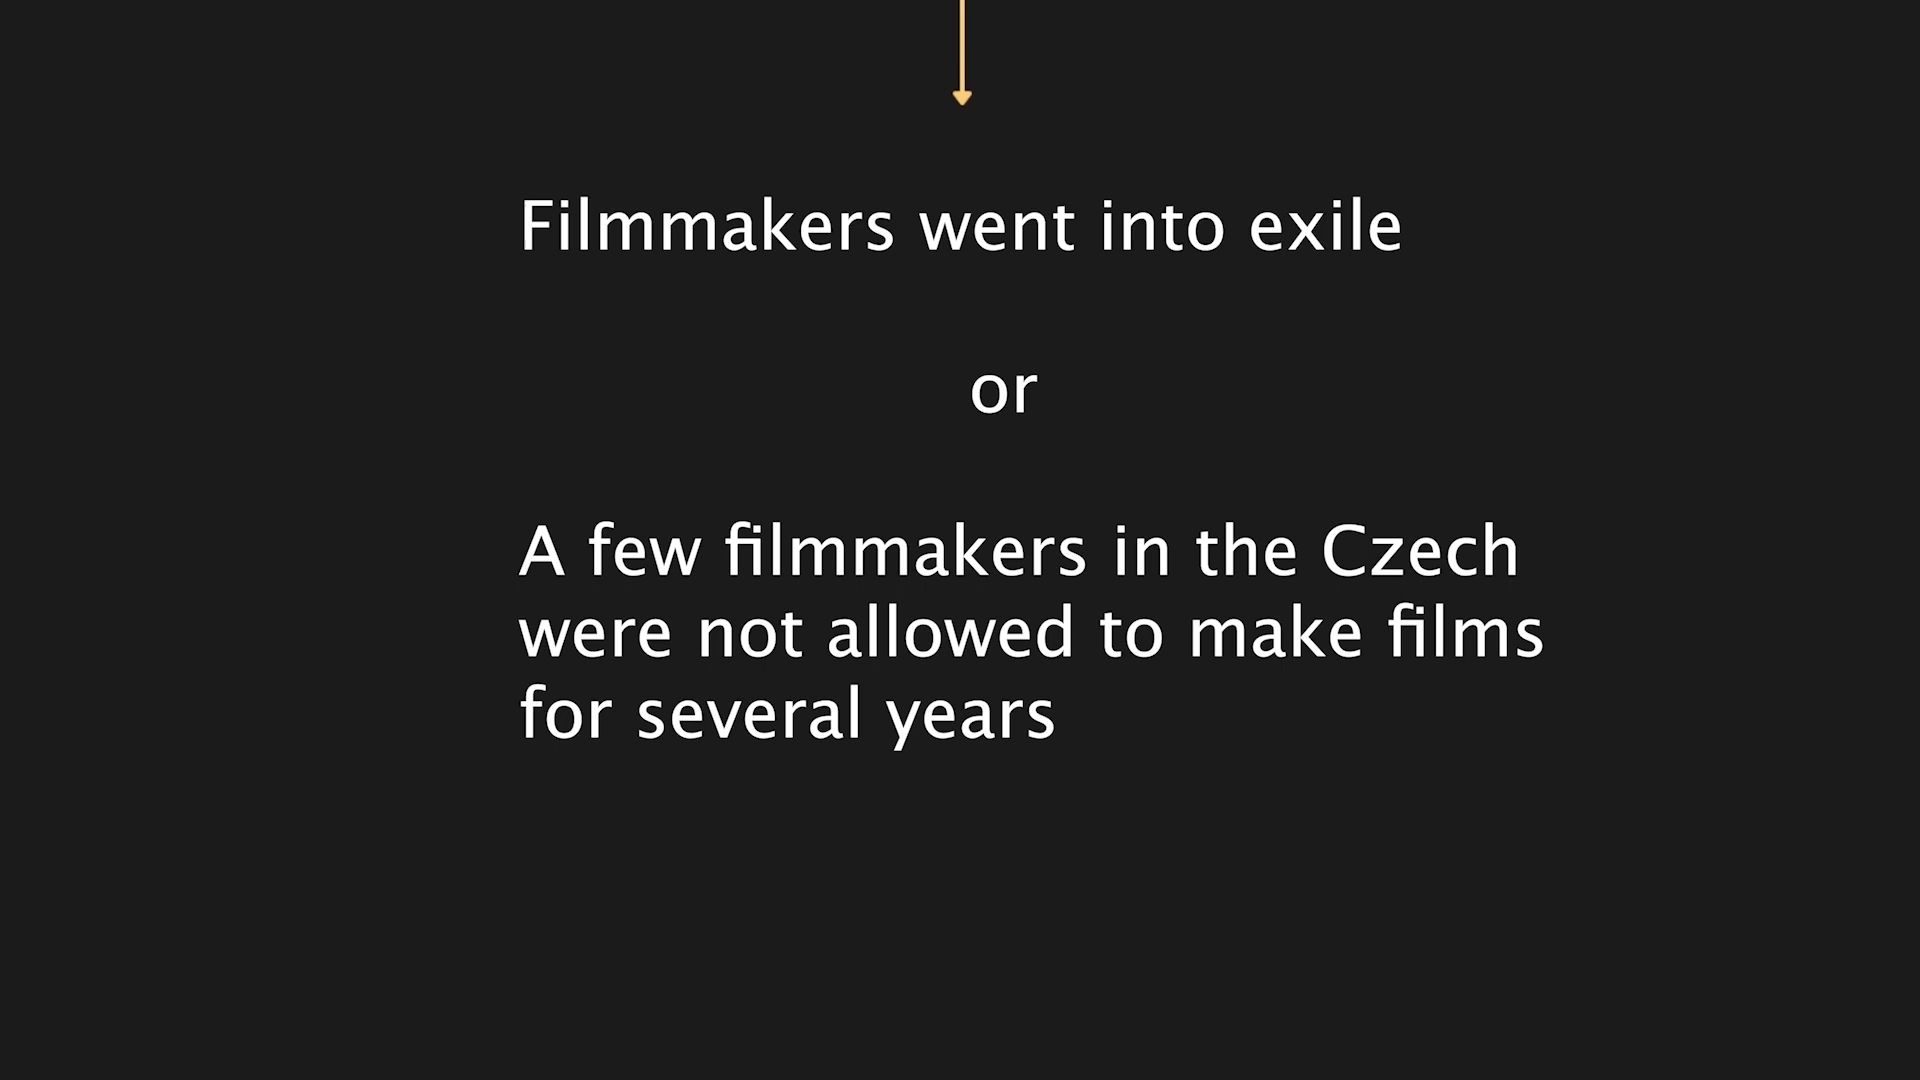 Filmmakers went into exile
or
A few filmmakers in the Czech
were not allowed to make films
for several years